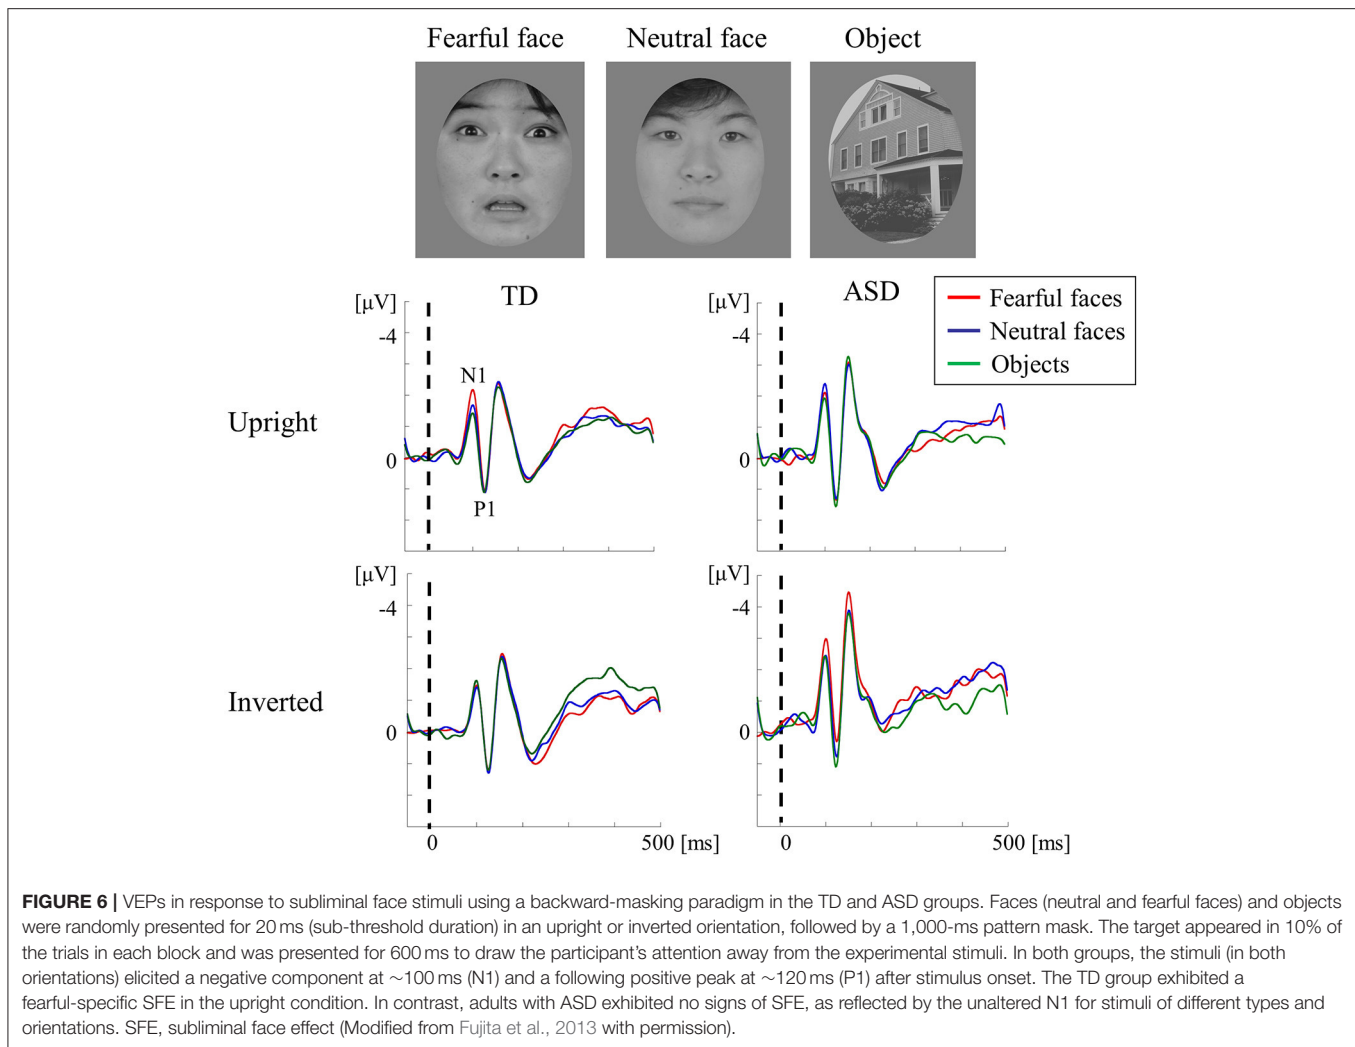 Fearful face Neutral face Object
[µV] TD [µV] ASD
Fearful faces
Neutral faces
Objects
-4 -4
N1
Upright
0 0
P1
[µV] [µV]
-4 -4
Inverted
0 0
0 500 [ms] 0 500 [ms]
FIGURE 6 | VEPs in response to subliminal face stimuli using a backward-masking paradigm in the TD and ASD groups. Faces (neutral and fearful faces) and objects
were randomly presented for 20 ms (sub-threshold duration) in an upright or inverted orientation, followed by a 1,000-ms pattern mask. The target appeared in 10% of
the trials in each block and was presented for 600 ms to draw the participant's attention away from the experimental stimuli. In both groups, the stimuli (in both
orientations) elicited a negative component at ∼100 ms (N1) and a following positive peak at ∼120 ms (P1) after stimulus onset. The TD group exhibited a
fearful-specific SFE in the upright condition. In contrast, adults with ASD exhibited no signs of SFE, as reflected by the unaltered N1 for stimuli of different types and
orientations. SFE, subliminal face effect (Modified from Fujita et al., 2013 with permission).